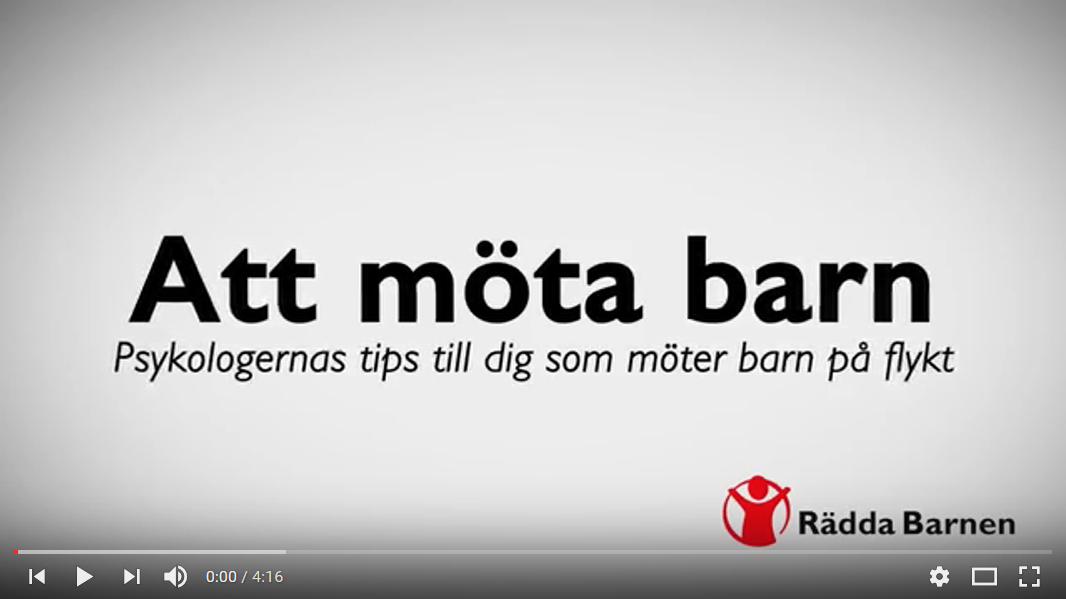 Att möta barn
Psykologernas tips till dig som möter barn på flykt
Rädda Barnen
0:00 / 4:16